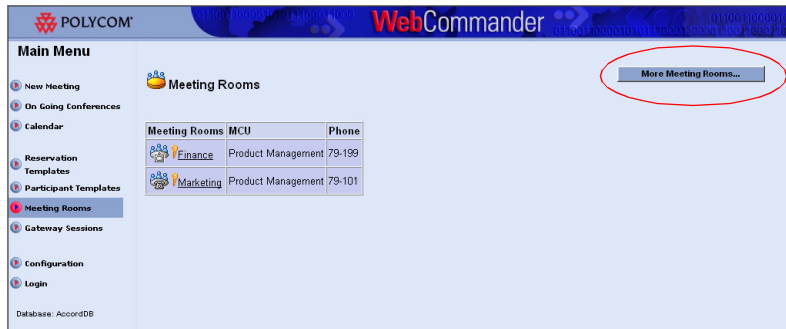 POLYCOM
WebCommander
Main Menu
New Meeting
On Going Conferences
Calendar
Reservation
Templates
Participant Templates
Meeting Rooms
Gateway Sessions
Configuration
Login
Database: AccordDB
Meeting Rooms
More Meeting Rooms...
Meeting Rooms MCU Phone
Finance Product Management 79-199
Marketing Product Management 79-101